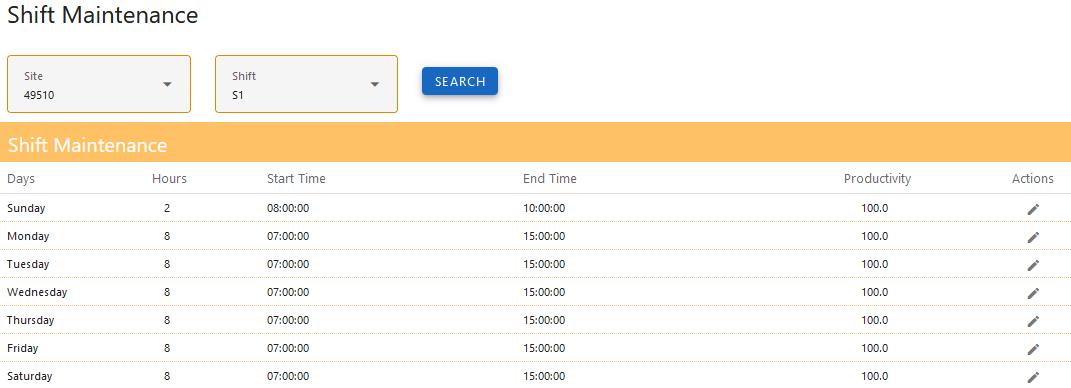 Shift Maintenance
Site Shift
49510 S1 SEARCH
Shift Maintenance
Days Hours Start Time End Time Productivity Actions
Sunday 2 08:00:00 10:00:00 100.0
Monday 8 07:00:00 15:00:00 100.0
Tuesday 8 07:00:00 15:00:00 100.0
Wednesday 8 07:00:00 15:00:00 100.0
Thursday 8 07:00:00 15:00:00 100.0
Friday 8 07:00:00 15:00:00 100.0
Saturday 8 07:00:00 15:00:00 100.0